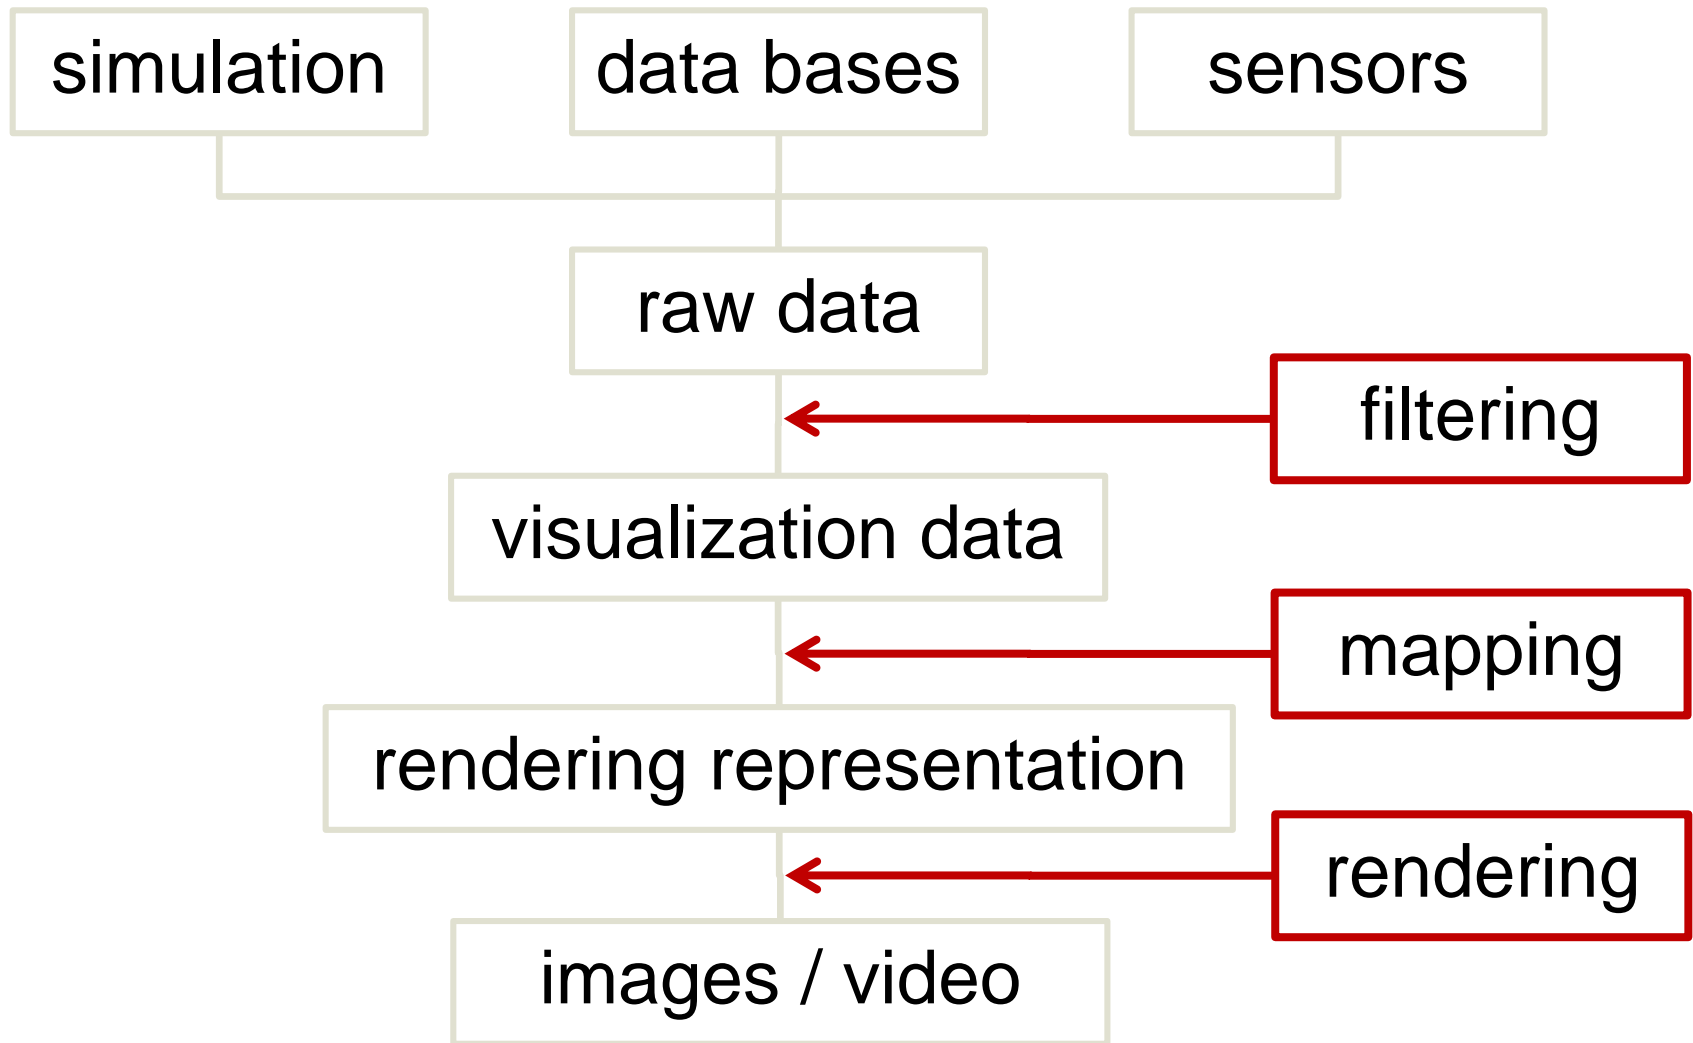 simulation
data bases
sensors
raw data
filtering
visualization data
mapping
rendering representation
rendering
images / video